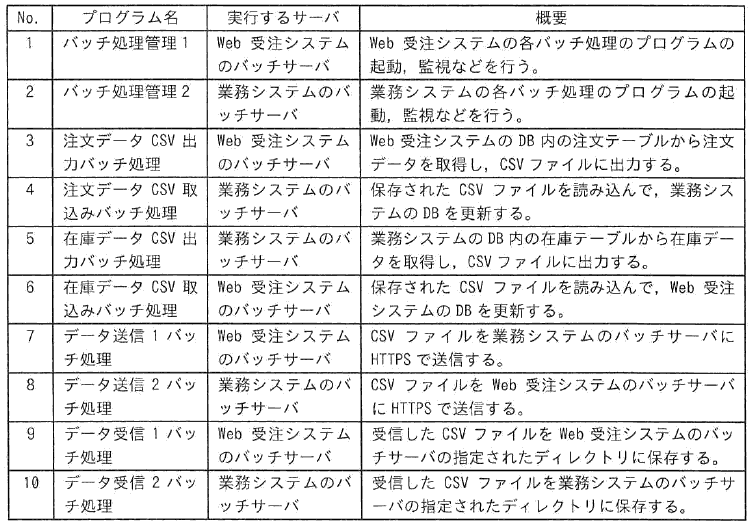 No. プログラム名 実行するサーバ 概要
1 バッチ処理管理1 Web 受注システム Web 受注システムの各バッチ処理のプログラムの
のバッチサーバ 起動，監視などを行う。
2 バッチ処理管理2 業務システムのバ 業務システムの各バッチ処理のプログラムの起
ッチサーバ 動，監視などを行う。
3 注文データ CSV 出 Web 受注システム Web 受注システムの DB 内の注文テーブルから注文
力バッチ処理 のバッチサーバ データを取得し，CSV ファイルに出力する。
4 注文データ CSV 取 業務システムのバ 保存された CSV ファイルを読み込んで，業務シス
込みバッチ処理 ッチサーバ テムの DB を更新する。
5 在庫データ CSV 出 業務システムのバ 業務システムの DB 内の在庫テーブルから在庫デー
力バッチ処理 ッチサーバ タを取得し，CSV ファイルに出力する。
6 在庫データ CSV 取 Web 受注システム 保存された CSV ファイルを読み込んで，Web 受注
込みバッチ処理 のバッチサーバ システムの DB を更新する。
7 データ送信 1 バッ Web 受注システム CSV ファイルを業務システムのバッチサーバに
チ処理 のバッチサーバ HTTPS で送信する。
8 データ送信 2 バッ 業務システムのバ CSV ファイルを Web 受注システムのバッチサーバ
チ処理 ッチサーバ に HTTPS で送信する。
9 データ受信 1 バッ Web 受注システム 受信した CSV ファイルを Web 受注システムのバッ
チ処理 のバッチサーバ チサーバの指定されたディレクトリに保存する。
10 データ受信 2 バッ 業務システムのバ 受信した CSV ファイルを業務システムのバッチサ
チ処理 ッチサーバ ーバの指定されたディレクトリに保存する。